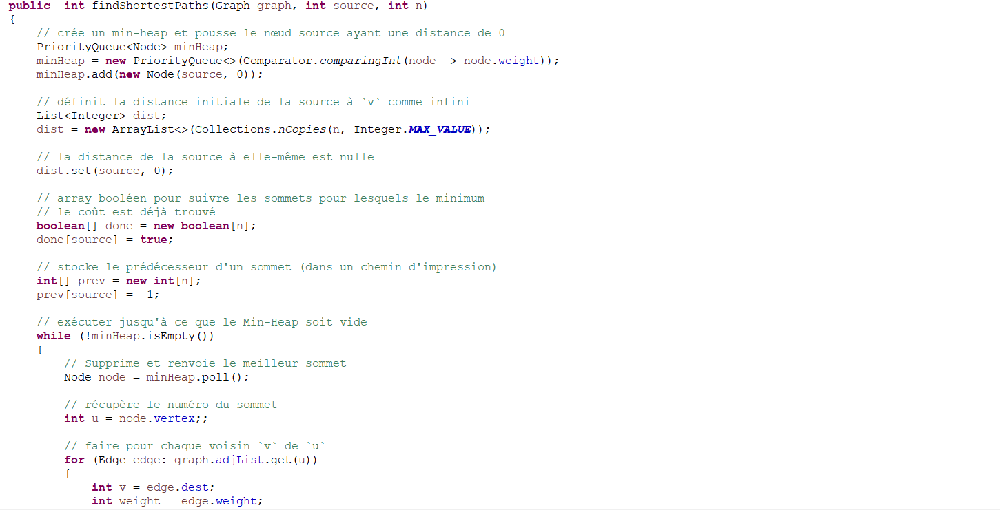 public  int findShortestPaths(Graph graph, int source, int n)
{
    // crée un min-heap et pousse le nœud source ayant une distance de 0
    PriorityQueue<Node> minHeap;
    minHeap = new PriorityQueue<>(Comparator.comparingInt(node -> node.weight));
    minHeap.add(new Node(source, 0));

    // définit la distance initiale de la source à `v` comme infini
    List<Integer> dist;
    dist = new ArrayList<>(Collections.nCopies(n, Integer.MAX_VALUE));

    // la distance de la source à elle-même est nulle
    dist.set(source, 0);

    // array booléen pour suivre les sommets pour lesquels le minimum
    // le coût est déjà trouvé
    boolean[] done = new boolean[n];
    done[source] = true;

    // stocke le prédécesseur d'un sommet (dans un chemin d'impression)
    int[] prev = new int[n];
    prev[source] = -1;

    // exécuter jusqu'à ce que le Min-Heap soit vide
    while (!minHeap.isEmpty())
    {
        // Supprime et renvoie le meilleur sommet
        Node node = minHeap.poll();

        // récupère le numéro du sommet
        int u = node.vertex;;

        // faire pour chaque voisin `v` de `u`
        for (Edge edge: graph.adjList.get(u))
        {
            int v = edge.dest;
            int weight = edge.weight;